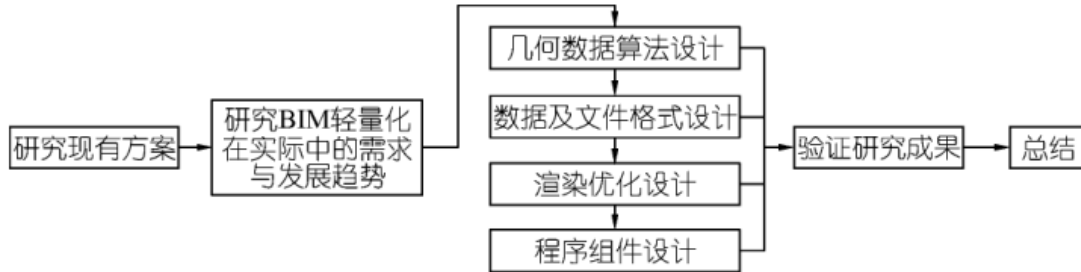 研究现有方案
研究BIM轻量化
在实际中的需求
与发展趋势
几何数据算法设计
数据及文件格式设计
渲染优化设计
程序组件设计
验证研究成果
总结